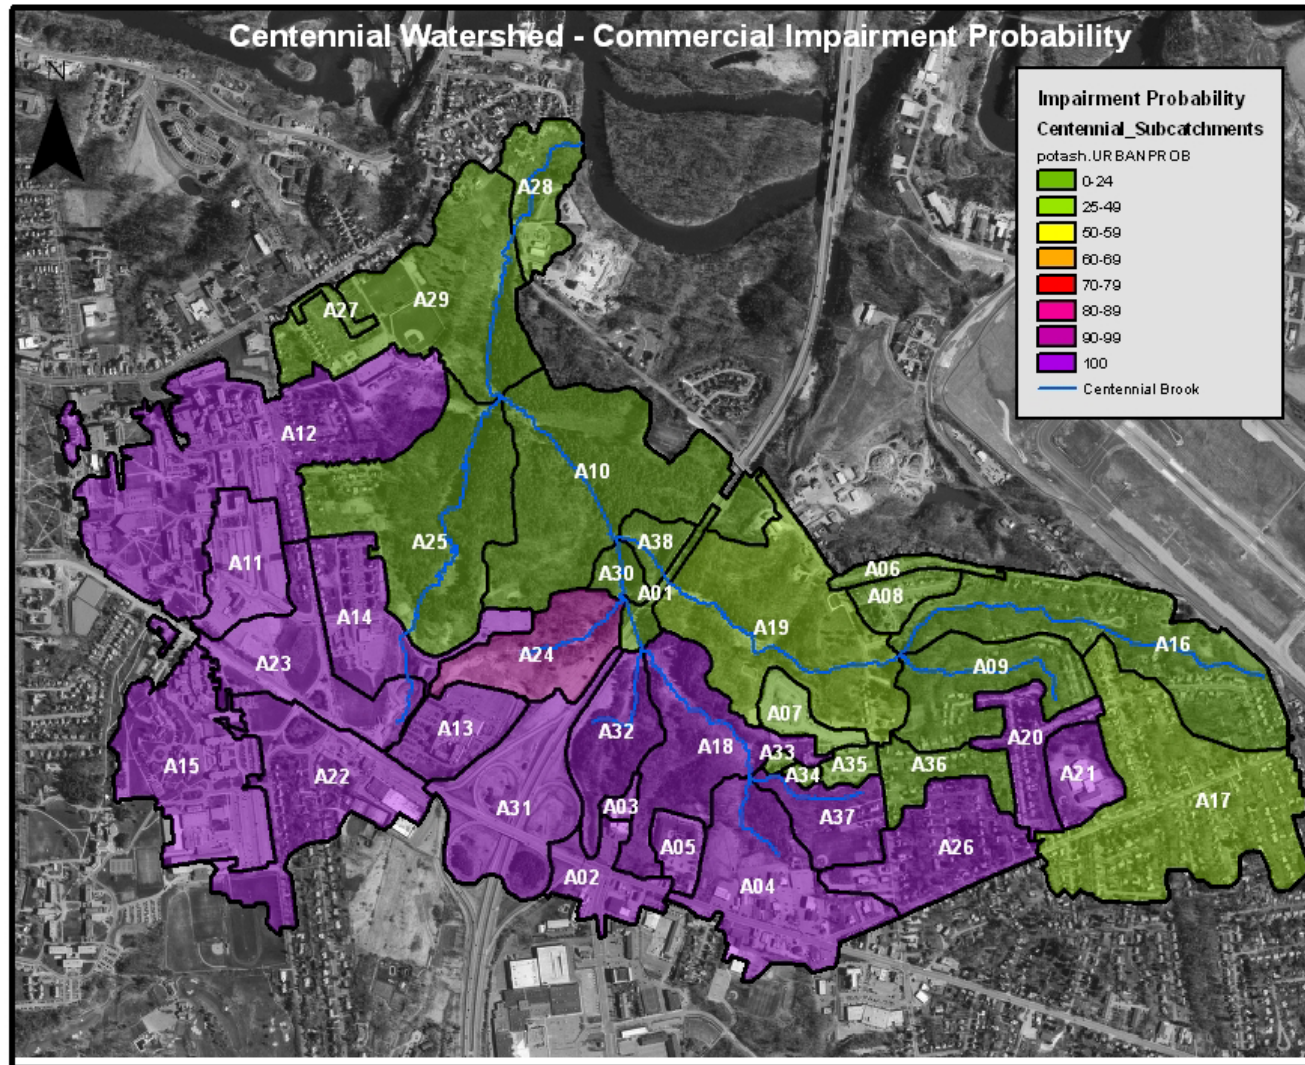 Centennial Watershed - Commercial Impairment Probability
N
Impairment Probability
Centennial_Subcatchments
potash.URBANPROB
0-24
25-49
50-59
60-69
70-79
80-89
90-99
100
Centennial Brook
A28
A27
A29
A12
A10
A25
A38
A11
A30
A01
A06
A08
A14
A19
A16
A24
A09
A23
A07
A13
A32
A18
A20
A33
A35
A36
A15
A22
A34
A21
A31
A03
A37
A17
A05
A26
A02
A04